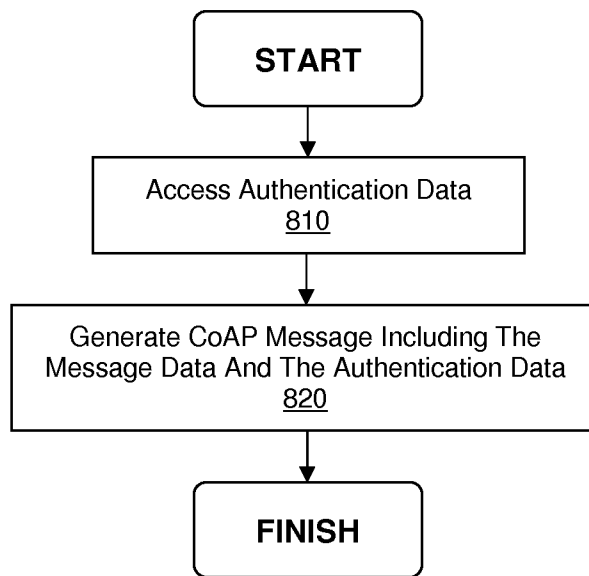 START
Access Authentication Data
810
Generate CoAP Message Including The
Message Data And The Authentication Data
820
FINISH